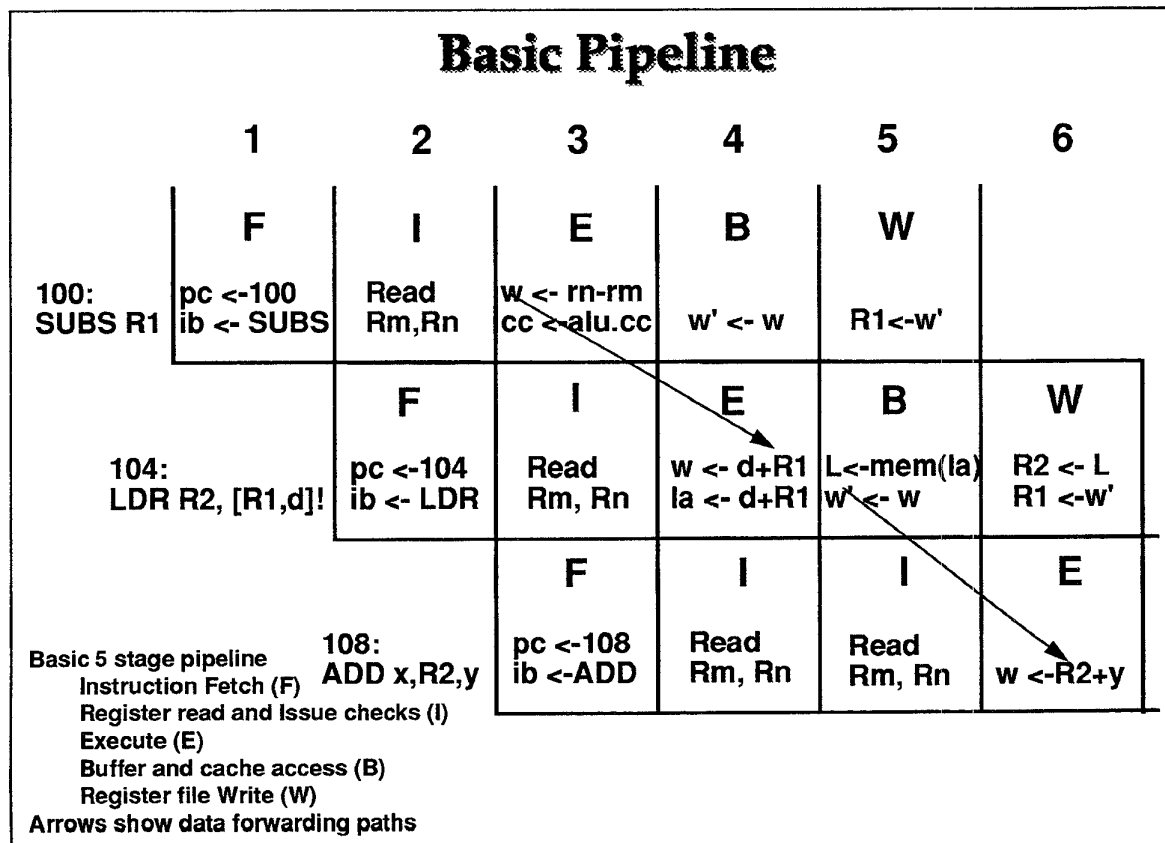 Basic Pipeline
1 2 3 4 5 6
F I E B W
100: pc <-100 Read w <- rn-rm
SUBS R1 ib <- SUBS Rm,Rn cc <-alu.cc w' <- w R1<-w'
F I E B W
104: pc <-104 Read w <- d+R1 L<-mem(la) R2 <- L
LDR R2, [R1,d]! ib <- LDR Rm, Rn la <- d+R1 w' <- w R1 <-w'
F I I E
108: pc <-108 Read Read
ADD x,R2,y ib <-ADD Rm, Rn Rm, Rn w <-R2+y
Basic 5 stage pipeline
Instruction Fetch (F)
Register read and Issue checks (I)
Execute (E)
Buffer and cache access (B)
Register file Write (W)
Arrows show data forwarding paths